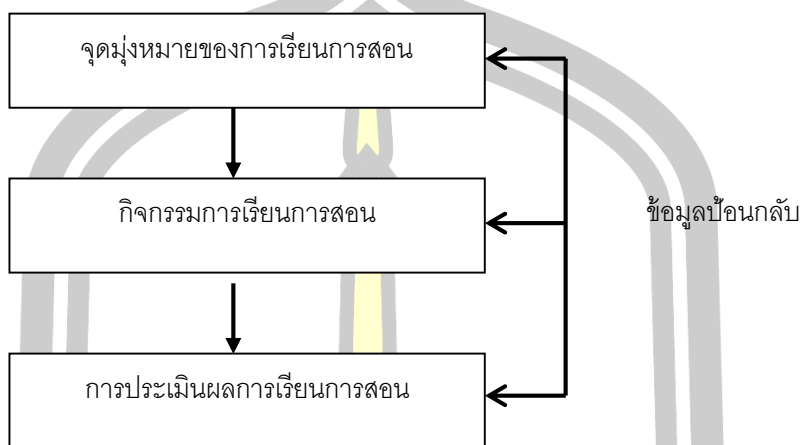 จุดมุ่งหมายของการเรียนการสอน
กิจกรรมการเรียนการสอน
ข้อมูลป้อนกลับ
การประเมินผลการเรียนการสอน